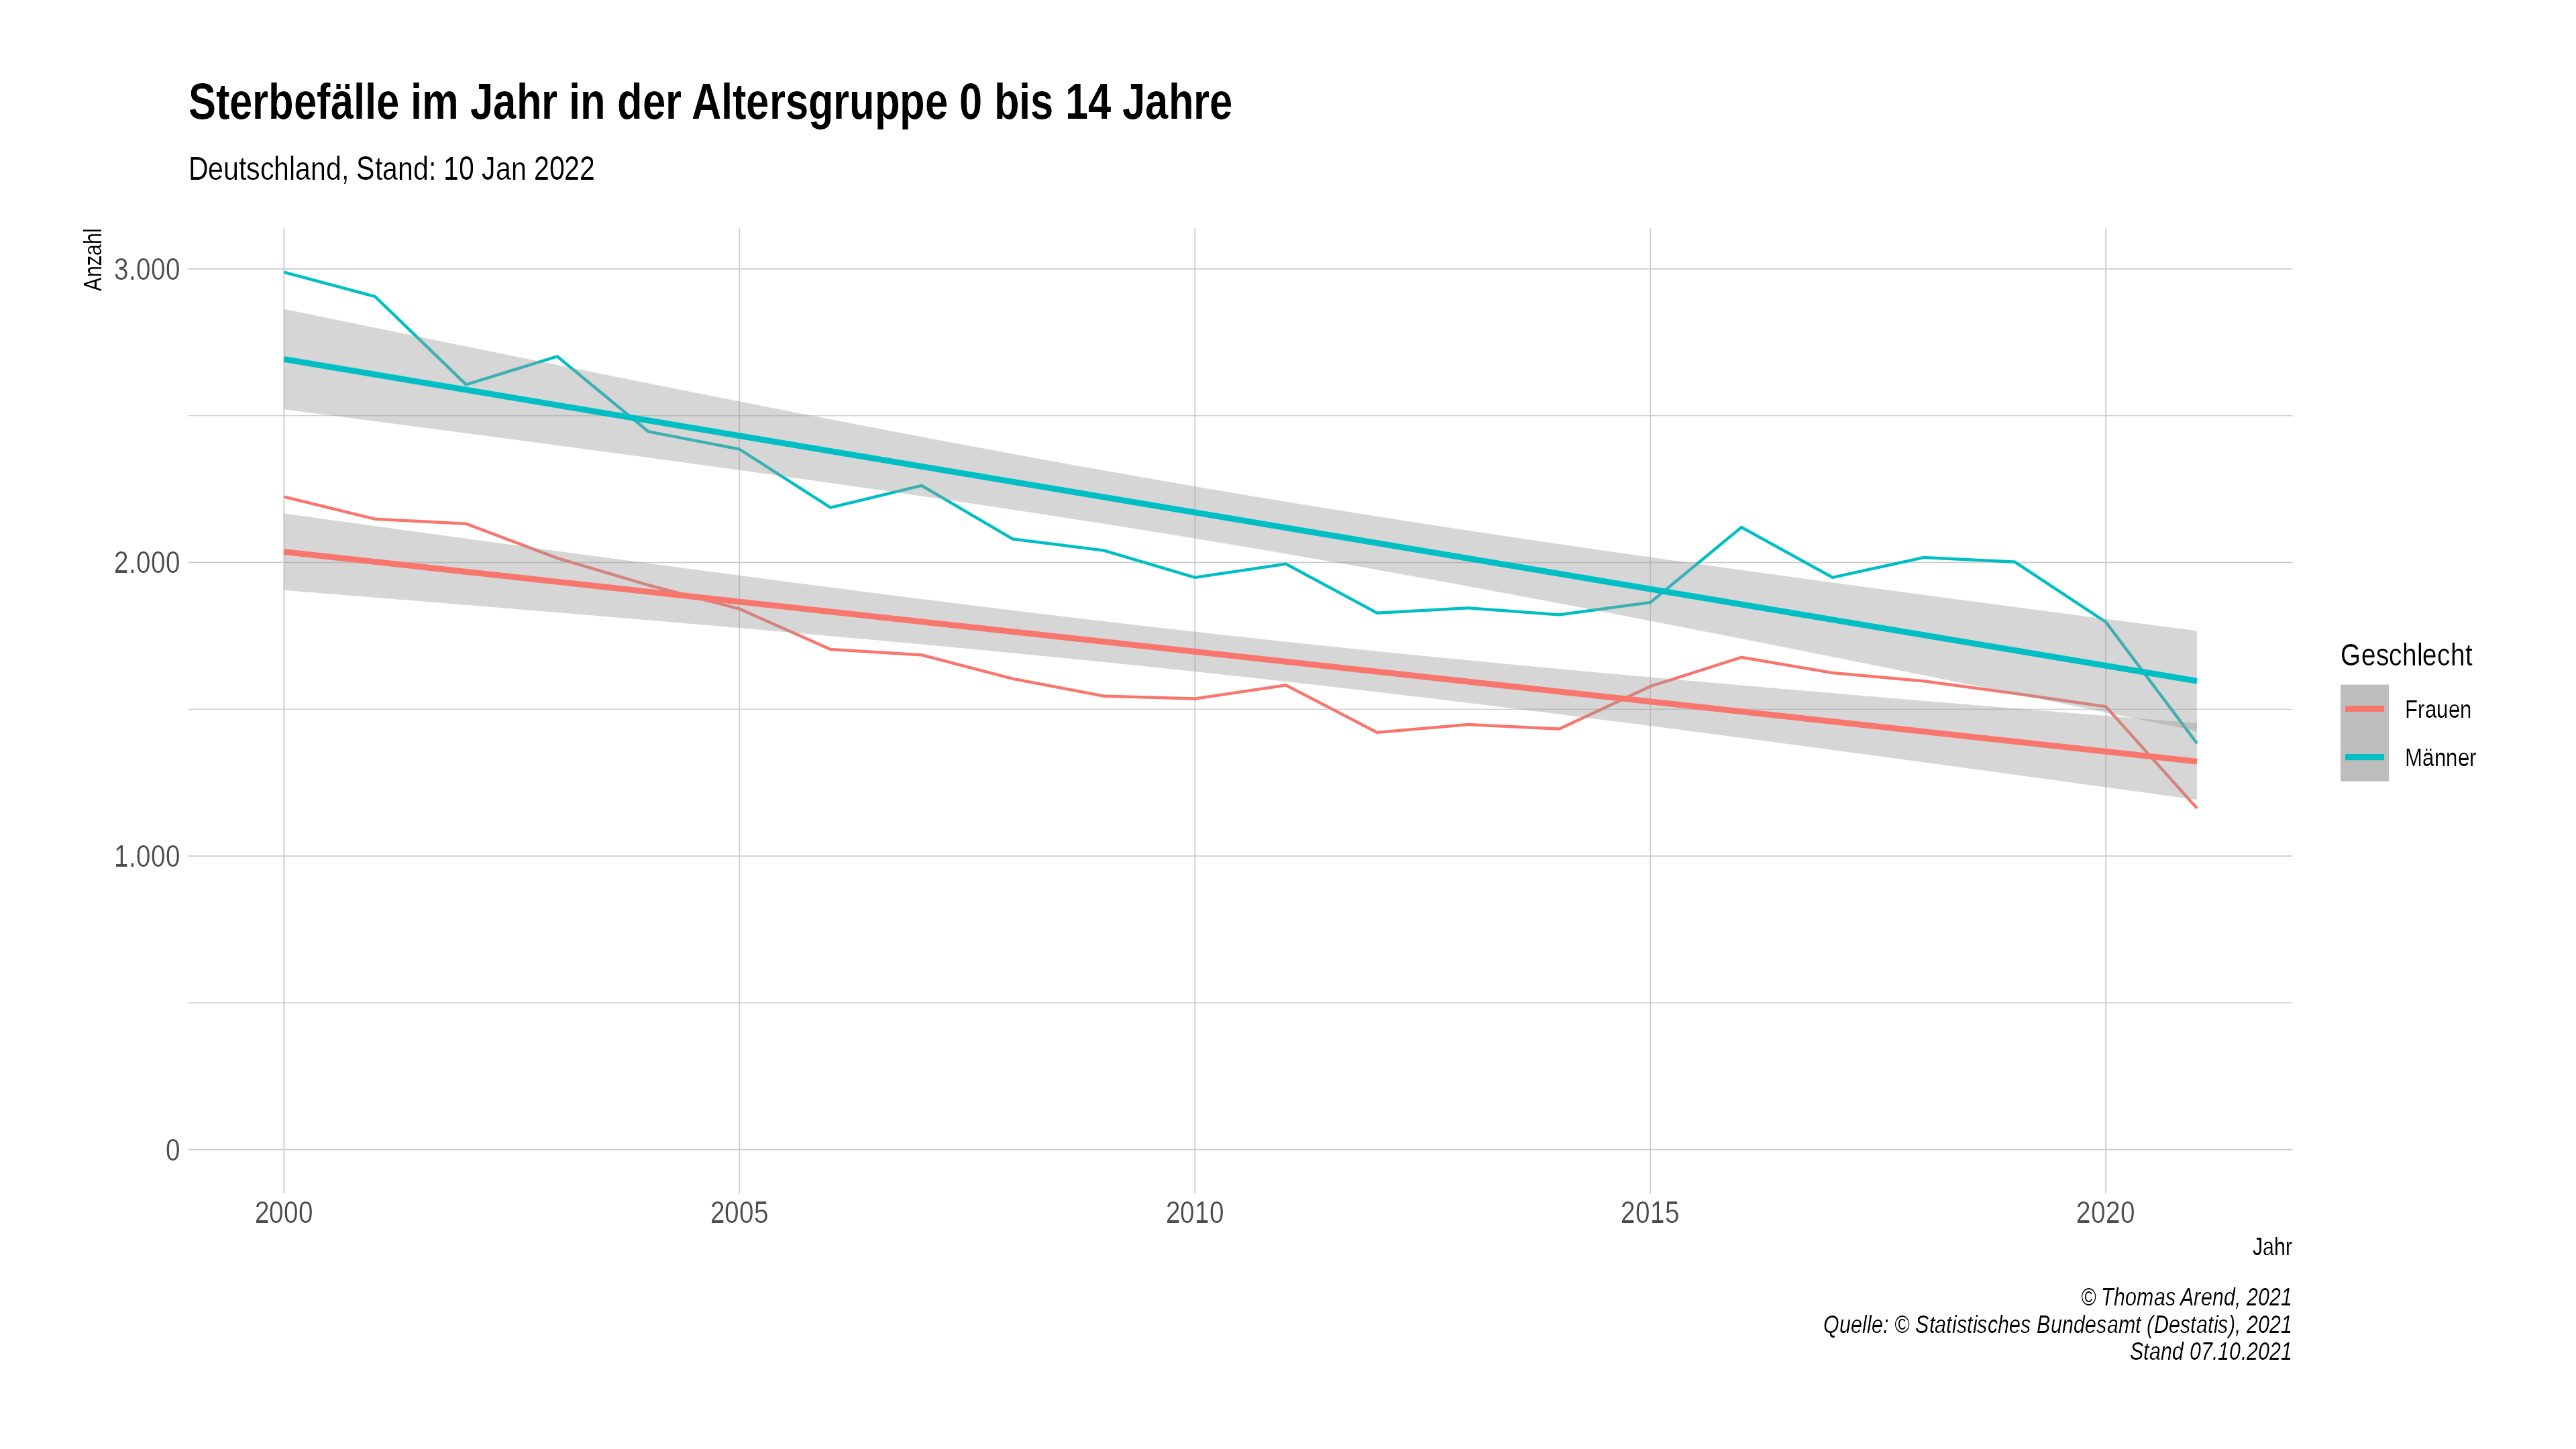 Sterbefälle im Jahr in der Altersgruppe 0 bis 14 Jahre
Deutschland, Stand: 10 Jan 2022
Anzahl
3.000
2.000
1.000
0
2000
2005
2010
2015
2020
Jahr
Geschlecht
Frauen
Männer
© Thomas Arend, 2021
Quelle: © Statistisches Bundesamt (Destatis), 2021
Stand 07.10.2021